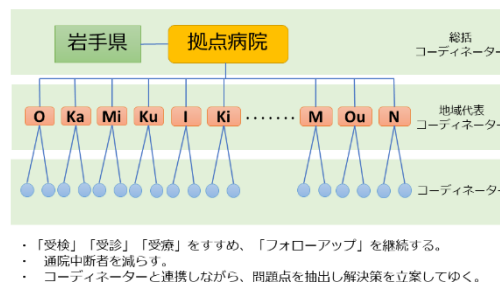 岩手県
拠点病院
総括
コーディネーター
O Ka Mi Ku I Ki ・・・・・・・ M Ou N
地域代表
コーディネーター
コーディネーター
・「受検」「受診」「受療」をすすめ、「フォローアップ」を継続する。
・ 通院中断者を減らす。
・ コーディネーターと連携しながら、問題点を抽出し解決策を立案してゆく。